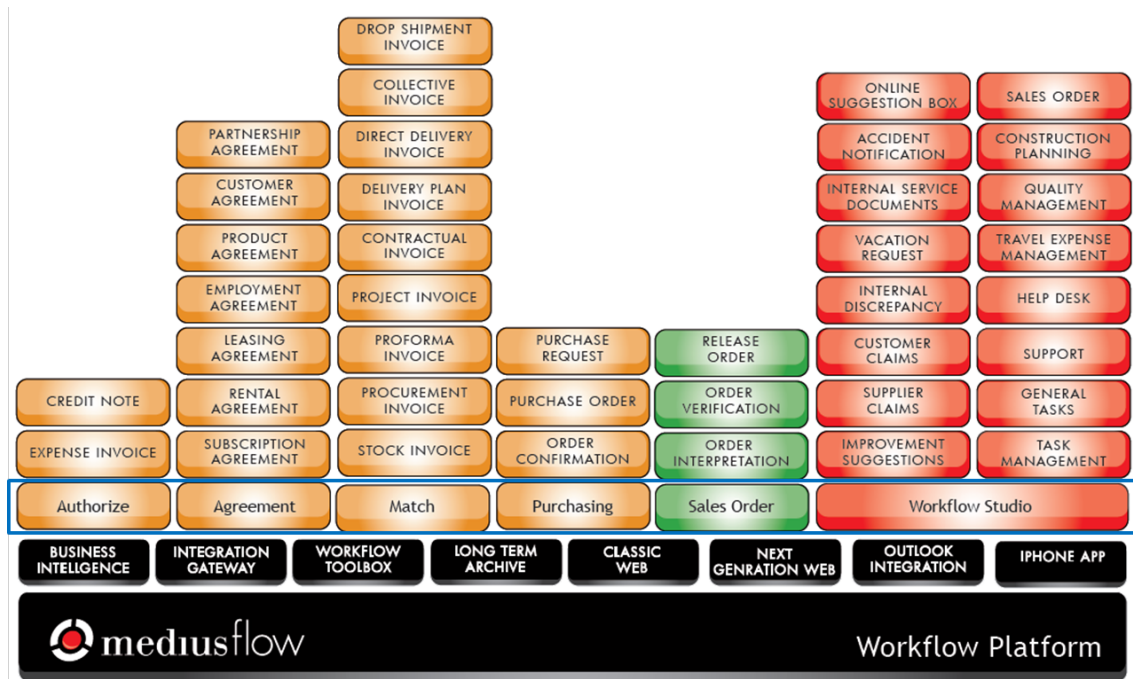 DROP SHIPMENT
INVOICE
COLLECTIVE
INVOICE
DIRECT DELIVERY
INVOICE
DELIVERY PLAN
INVOICE
CONTRACTUAL
INVOICE
PROJECT INVOICE
PROFORMA
INVOICE
PROCUREMENT
INVOICE
STOCK INVOICE
PARTNERSHIP
AGREEMENT
CUSTOMER
AGREEMENT
PRODUCT
AGREEMENT
EMPLOYMENT
AGREEMENT
LEASING
AGREEMENT
RENTAL
AGREEMENT
SUBSCRIPTION
AGREEMENT
CREDIT NOTE
EXPENSE INVOICE
PURCHASE
REQUEST
PURCHASE ORDER
ORDER
CONFIRMATION
RELEASE
ORDER
ORDER
VERIFICATION
ORDER
INTERPRETATION
ONLINE
SUGGESTION BOX
ACCIDENT
NOTIFICATION
INTERNAL SERVICE
DOCUMENTS
VACATION
REQUEST
INTERNAL
DISCREPANCY
CUSTOMER
CLAIMS
SUPPLIER
CLAIMS
IMPROVEMENT
SUGGESTIONS
SALES ORDER
CONSTRUCTION
PLANNING
QUALITY
MANAGEMENT
TRAVEL EXPENSE
MANAGEMENT
HELP DESK
SUPPORT
GENERAL
TASKS
TASK
MANAGEMENT
Authorize
Agreement
Match
Purchasing
Sales Order
Workflow Studio
BUSINESS
INTELLGENCE
INTEGRATION
GATEWAY
WORKFLOW
TOOLBOX
LONG TERM
ARCHIVE
CLASSIC
WEB
NEXT
GENRATION WEB
OUTLOOK
INTEGRATION
IPHONE APP
mediusflow
Workflow Platform